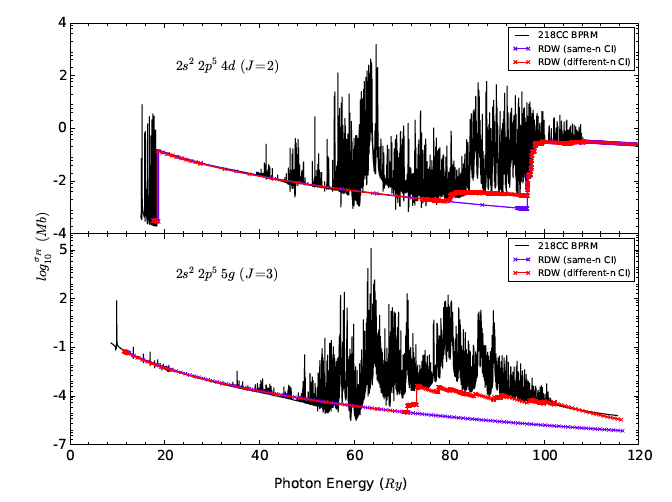 4
2
0
-2
-4
2s² 2p⁵ 4d (J=2)
218CC BPRM
RDW (same-n CI)
RDW (different-n CI)
log₁₀^σPI (Mb)
5
2
-1
-4
-7
2s² 2p⁵ 5g (J=3)
218CC BPRM
RDW (same-n CI)
RDW (different-n CI)
0 20 40 60 80 100 120
Photon Energy (Ry)